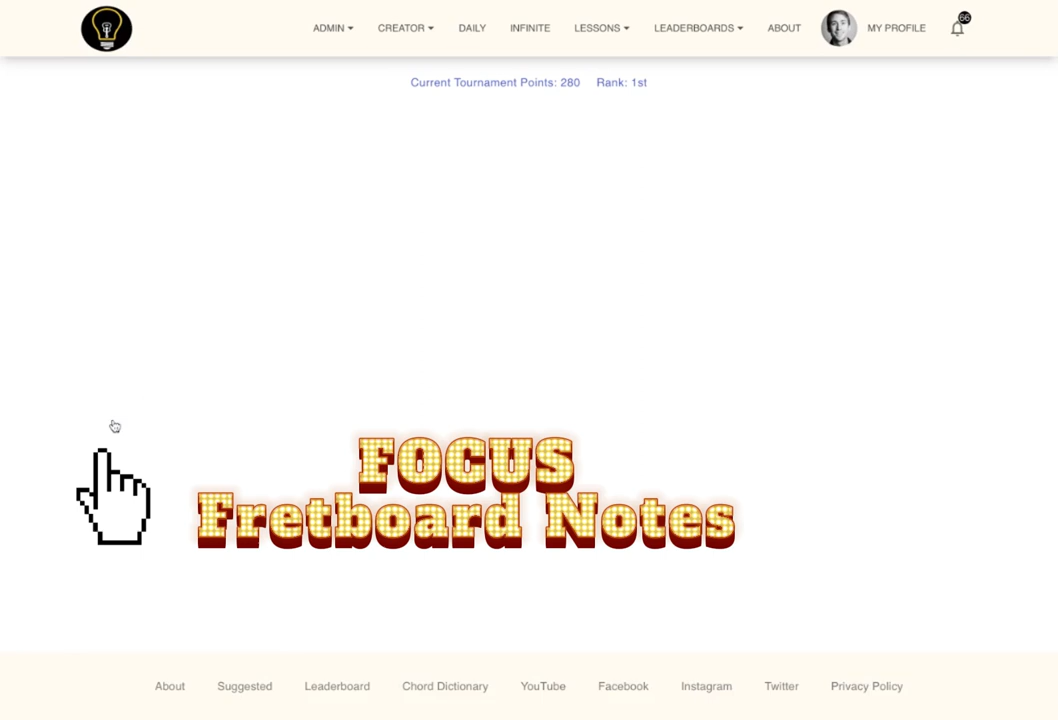 ADMIN CREATOR DAILY INFINITE LESSONS LEADERBOARDS ABOUT MY PROFILE 66
Current Tournament Points: 280 Rank: 1st
FOCUS
Fretboard Notes
About Suggested Leaderboard Chord Dictionary YouTube Facebook Instagram Twitter Privacy Policy